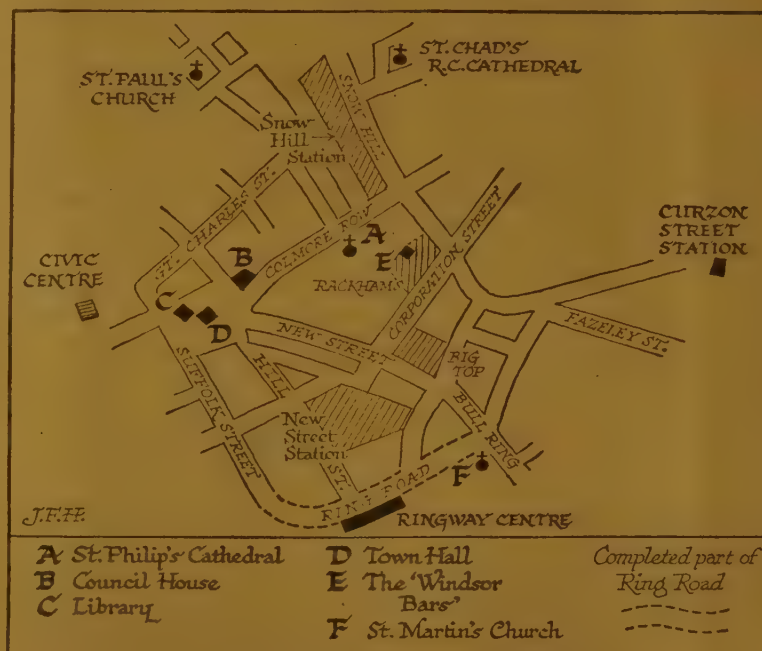 ST. PAUL'S
CHURCH
ST. CHAD'S
R.C. CATHEDRAL
Snow
Hill
Station
SNOW HILL
GT. CHARLES ST.
COLMORE ROW
CIVIC
CENTRE
B
A
E
RACKHAM'S
CORPORATION STREET
CURZON
STREET
STATION
C
D
NEW STREET
BIG
TOP
FAZELEY ST.
SUFFOLK STREET
HILL
ST.
New
Street
Station
BULL RING
RING ROAD
F
J.F.H.
RINGWAY CENTRE
A St. Philip's Cathedral
B Council House
C Library
D Town Hall
E The 'Windsor
Bars'
F St. Martin's Church
Completed part of
Ring Road